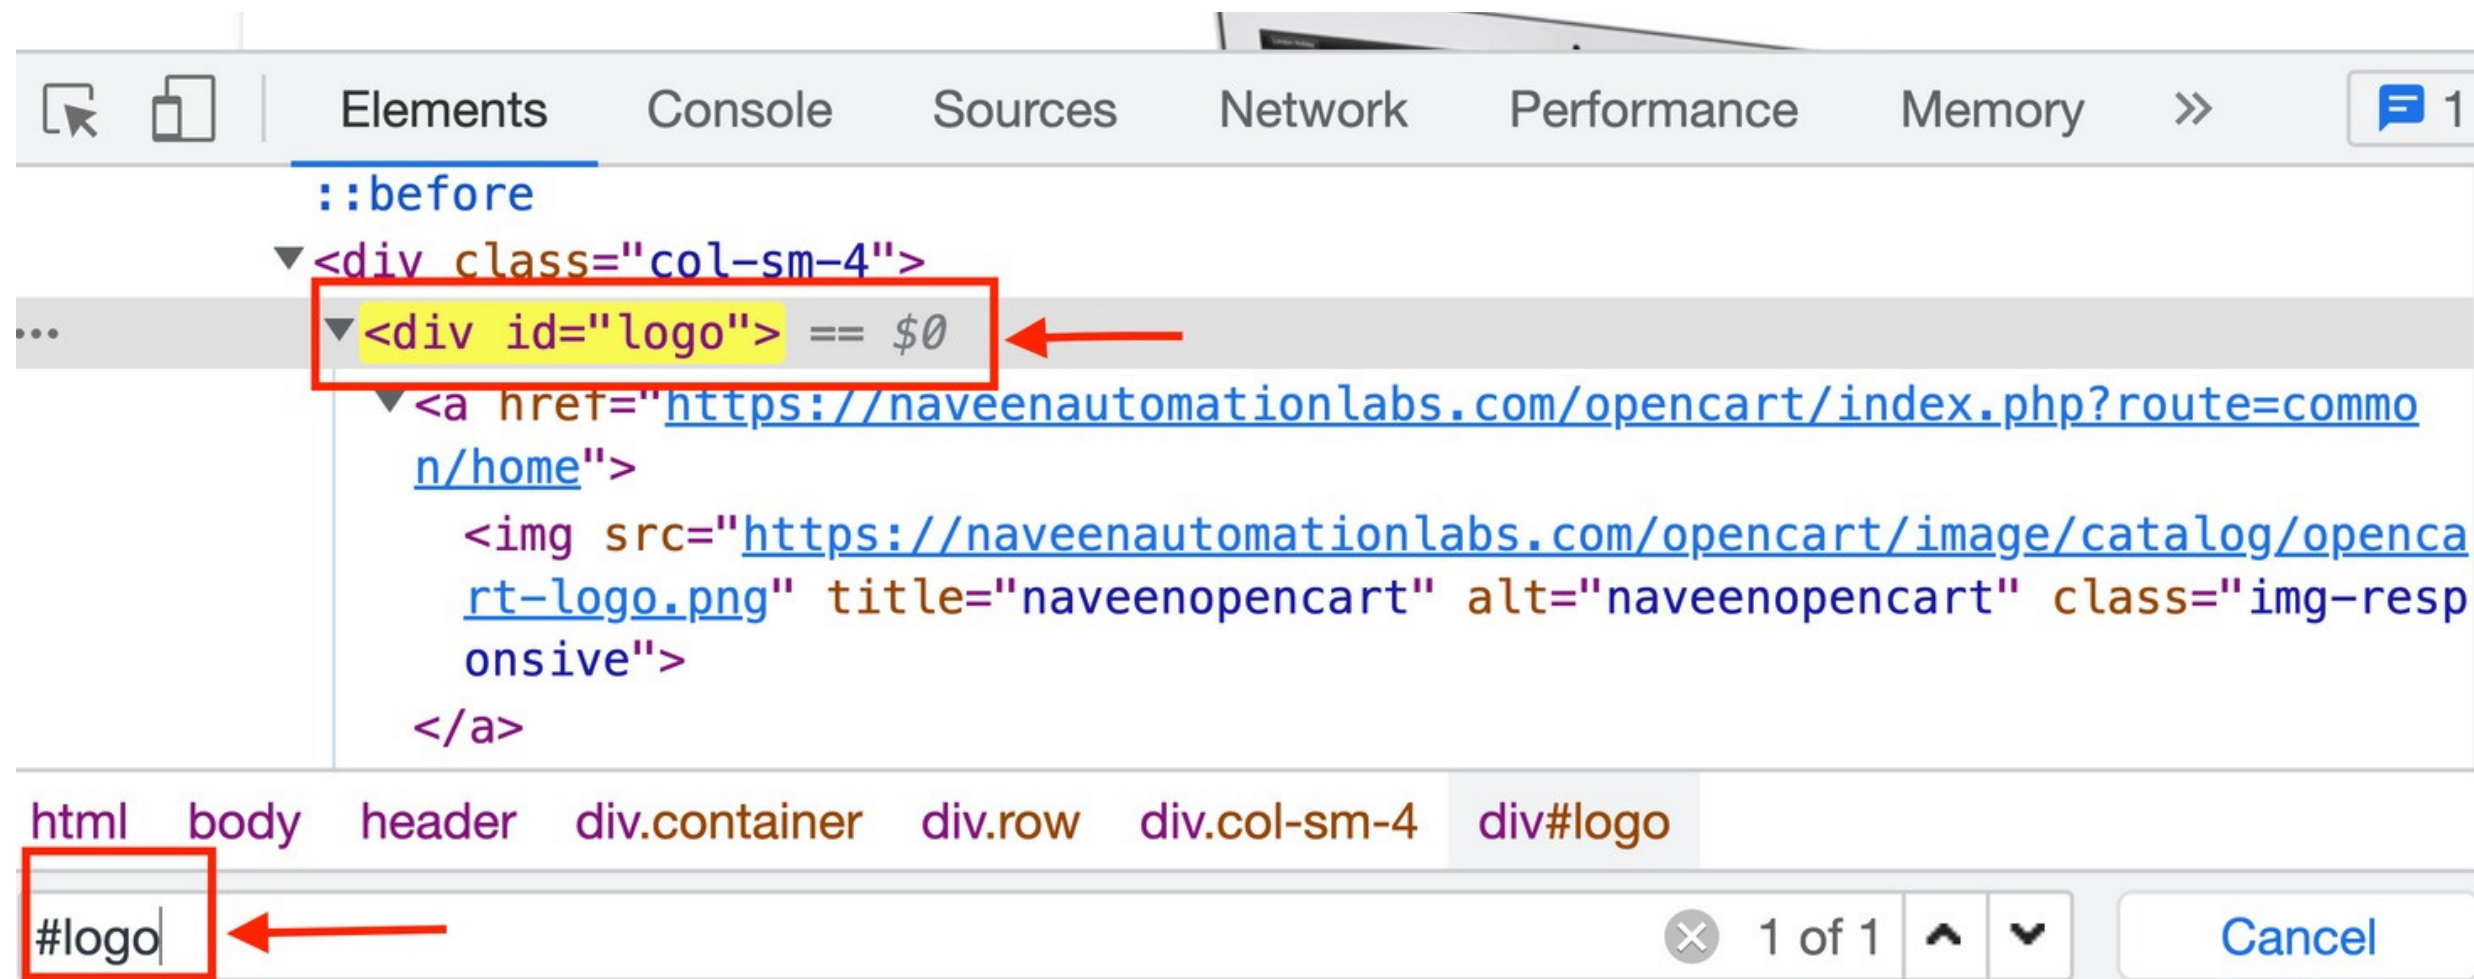 Elements Console Sources Network Performance Memory » 1
::before
▼<div class="col-sm-4">
… ▼<div id="logo"> == $0
▼<a href="https://naveenautomationlabs.com/opencart/index.php?route=commo
n/home">
<img src="https://naveenautomationlabs.com/opencart/image/catalog/openca
rt-logo.png" title="naveenopencart" alt="naveenopencart" class="img-resp
onsive">
</a>
html body header div.container div.row div.col-sm-4 div#logo
#logo 1 of 1 Cancel